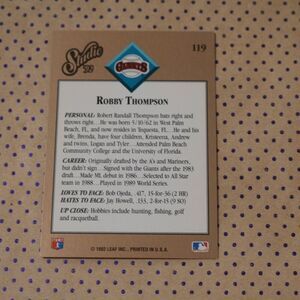 119
Studio
92
GIANTS
ROBBY THOMPSON
PERSONAL: Robert Randall Thompson bats right and
throws right. . .He was born 5/10/62 in West Palm
Beach, FL, and now resides in Tequesta, FL. . .He and his
wife, Brenda, have four children, Kristeena, Andrew and
twins, Logan and Tyler. . .Attended Palm Beach
Community College and the University of Florida.
CAREER: Originally drafted by the A's and Mariners,
but didn't sign. . .Signed with the Giants after the 1983
draft. . .Made ML debut in 1986. . .Selected to All Star
team in 1988. . .Played in 1989 World Series.
LOVES TO FACE: Bob Ojeda, .417, 15-for-36 (2 HR)
HATES TO FACE: Jay Howell, .133, 2-for-15 (9 SO)
UP CLOSE: Hobbies include hunting, fishing, golf and
racquetball.
© 1992 LEAF INC., PRINTED IN U.S.A.